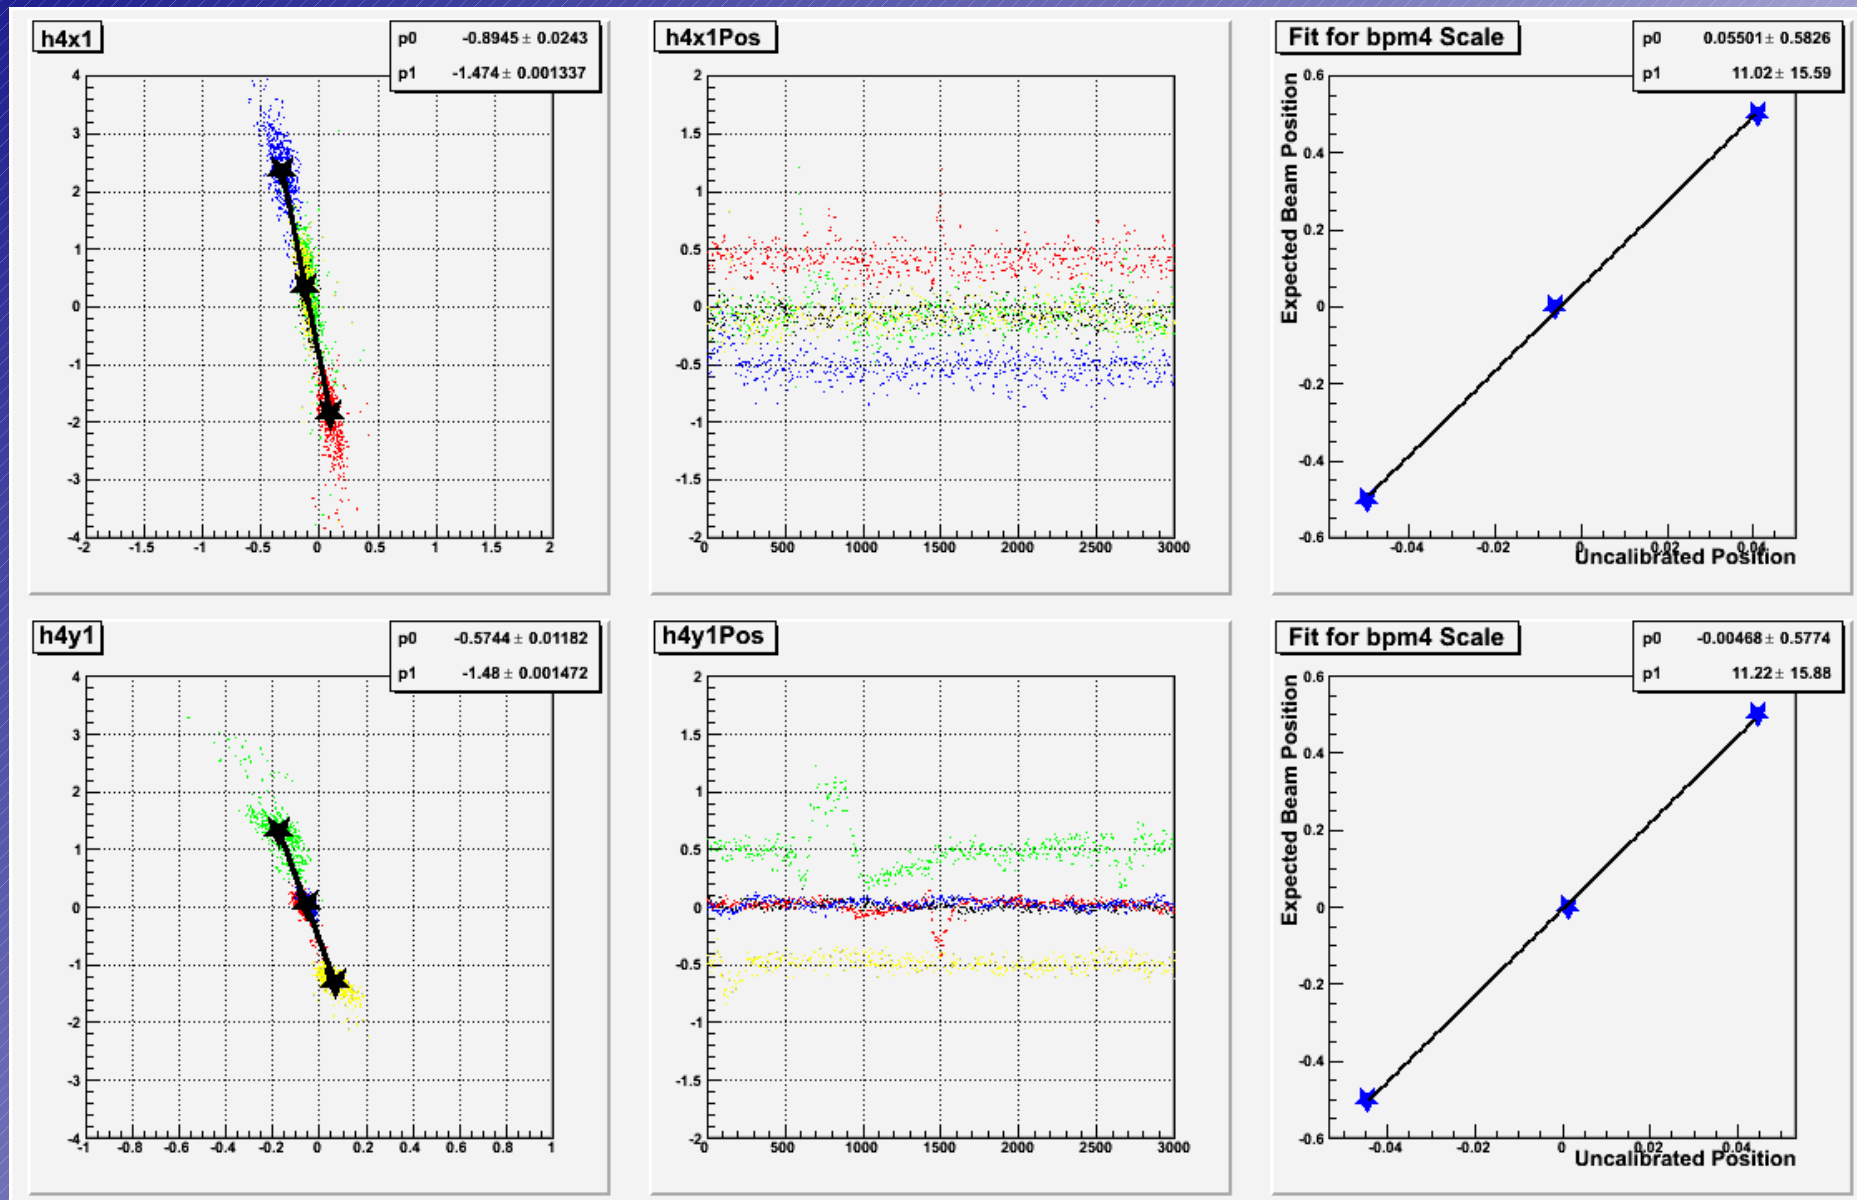 h4x1
p0 -0.8945 ± 0.0243
p1 -1.474 ± 0.001337
4
3
2
1
0
-1
-2
-3
-4
-2 -1.5 -1 -0.5 0 0.5 1 1.5 2
h4x1Pos
2
1.5
1
0.5
0
-0.5
-1
-1.5
-2
0 500 1000 1500 2000 2500 3000
Fit for bpm4 Scale
p0 0.05501 ± 0.5826
p1 11.02 ± 15.59
Expected Beam Position
0.6
0.4
0.2
0
-0.2
-0.4
-0.6
-0.04 -0.02 0 0.02 0.04
Uncalibrated Position
h4y1
p0 -0.5744 ± 0.01182
p1 -1.48 ± 0.001472
4
3
2
1
0
-1
-2
-3
-4
-1 -0.8 -0.6 -0.4 -0.2 0 0.2 0.4 0.6 0.8 1
h4y1Pos
2
1.5
1
0.5
0
-0.5
-1
-1.5
-2
0 500 1000 1500 2000 2500 3000
Fit for bpm4 Scale
p0 -0.00468 ± 0.5774
p1 11.22 ± 15.88
Expected Beam Position
0.6
0.4
0.2
0
-0.2
-0.4
-0.6
-0.04 -0.02 0 0.02 0.04
Uncalibrated Position